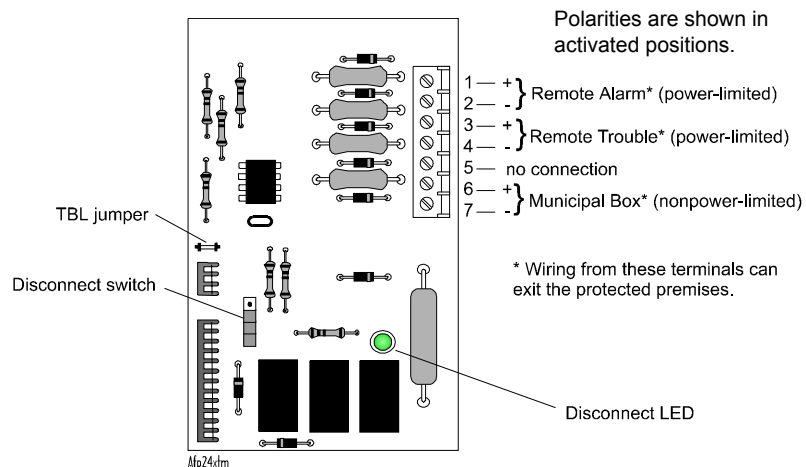 Polarities are shown in
activated positions.
1 — +
2 — -
} Remote Alarm* (power-limited)
3 — +
4 — -
} Remote Trouble* (power-limited)
5 — no connection
6 — +
7 — -
} Municipal Box* (nonpower-limited)
TBL jumper
Disconnect switch
* Wiring from these terminals can
exit the protected premises.
Disconnect LED
Afp24xtm